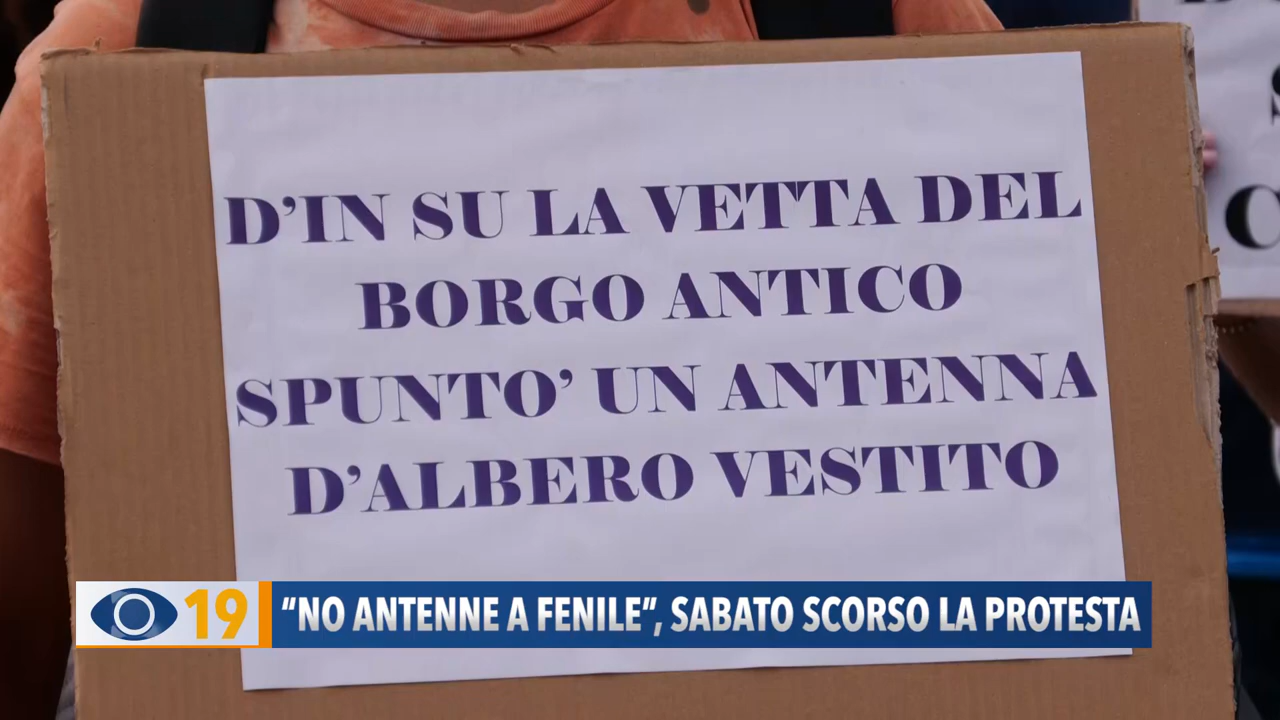 D'IN SU LA VETTA DEL
BORGO ANTICO
SPUNTO' UN ANTENNA
D'ALBERO VESTITO
19
“NO ANTENNE A FENILE”, SABATO SCORSO LA PROTESTA